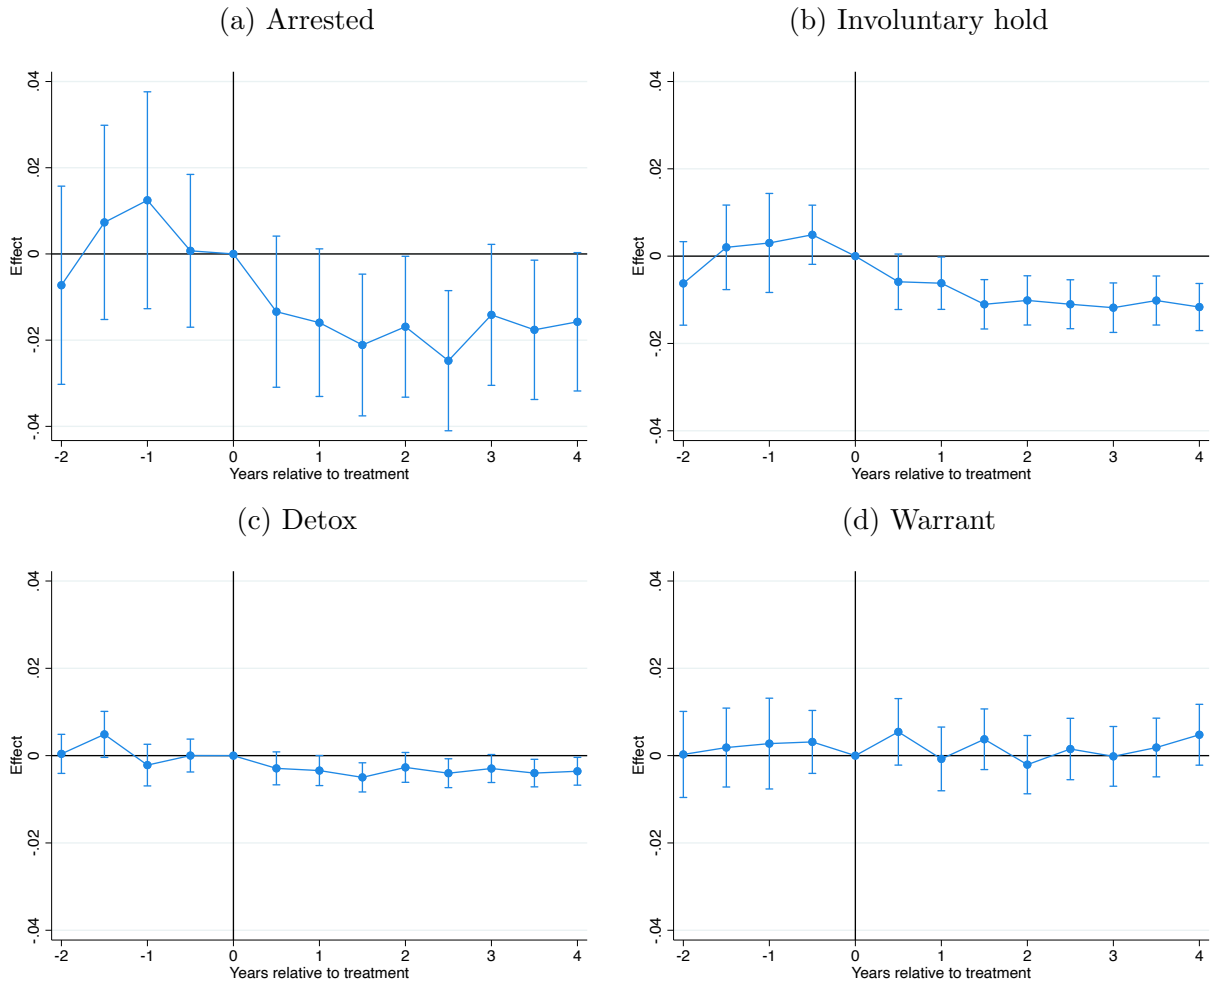 (a) Arrested
.04
.02
0
-.02
-.04
Effect
-2 -1 0 1 2 3 4
Years relative to treatment
(b) Involuntary hold
.04
.02
0
-.02
-.04
Effect
-2 -1 0 1 2 3 4
Years relative to treatment
(c) Detox
.04
.02
0
-.02
-.04
Effect
-2 -1 0 1 2 3 4
Years relative to treatment
(d) Warrant
.04
.02
0
-.02
-.04
Effect
-2 -1 0 1 2 3 4
Years relative to treatment